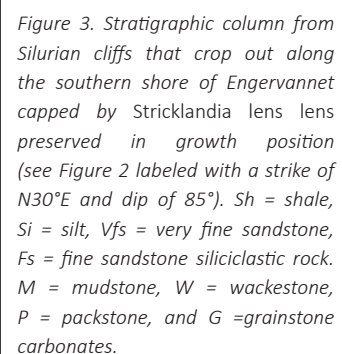 Figure 3. Stratigraphic column from
Silurian cliffs that crop out along
the southern shore of Engervannet
capped by Stricklandia lens lens
preserved in growth position
(see Figure 2 labeled with a strike of
N30°E and dip of 85°). Sh = shale,
Si = silt, Vfs = very fine sandstone,
Fs = fine sandstone siliciclastic rock.
M = mudstone, W = wackestone,
P = packstone, and G =grainstone
carbonates.